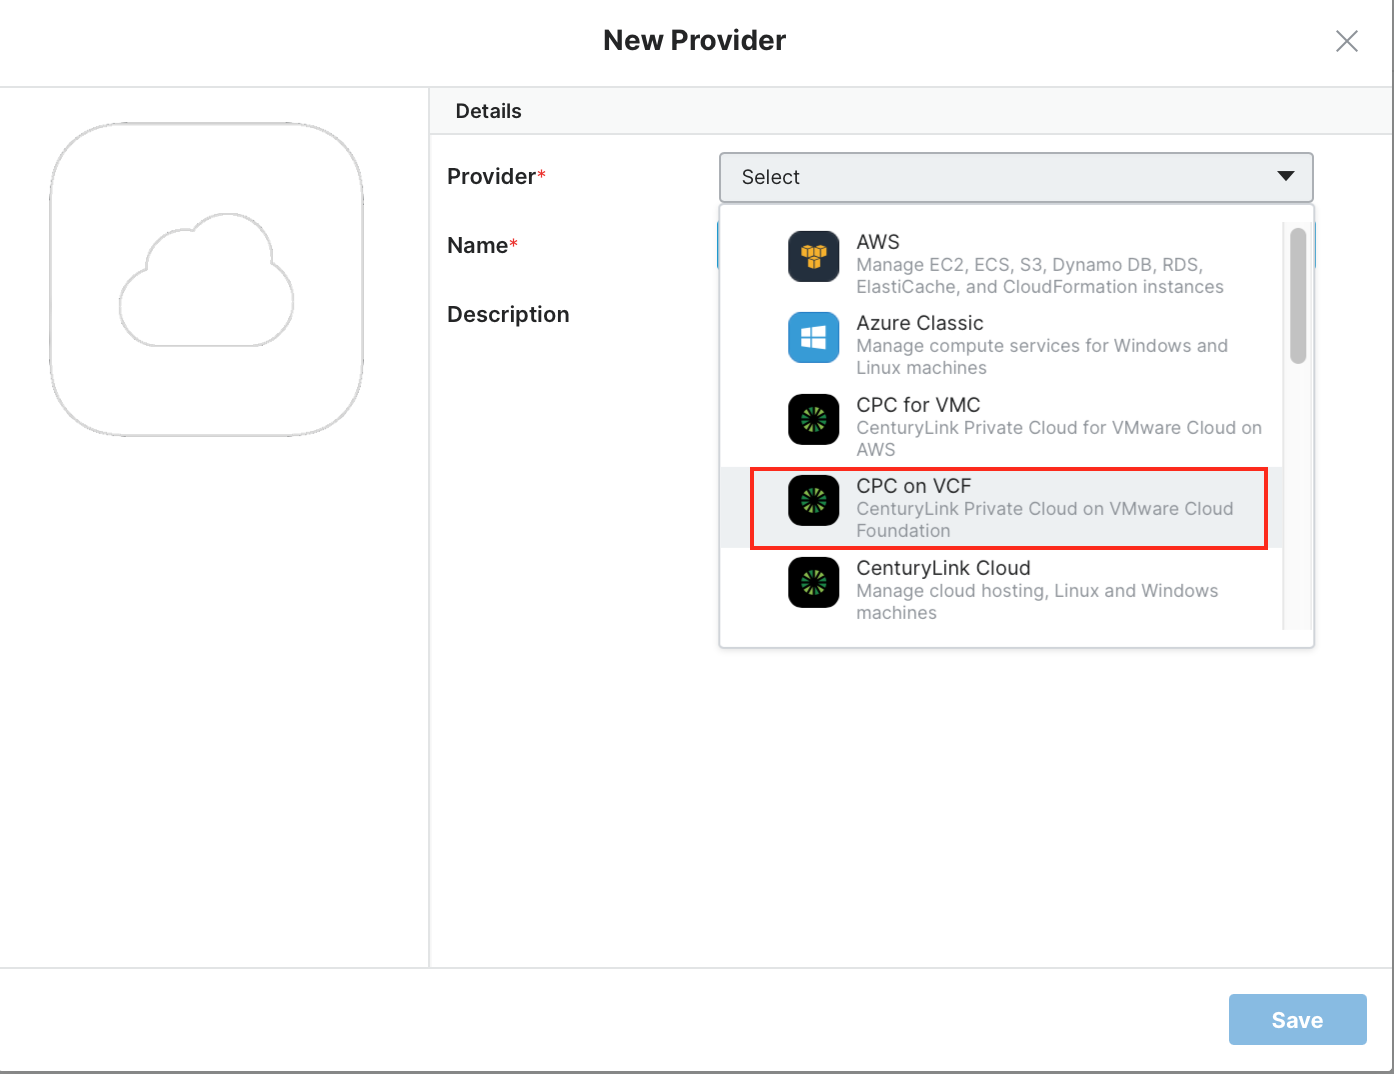 New Provider
Details
Provider*
Select
Name*
Description
AWS
Manage EC2, ECS, S3, Dynamo DB, RDS,
ElastiCache, and CloudFormation instances
Azure Classic
Manage compute services for Windows and
Linux machines
CPC for VMC
CenturyLink Private Cloud for VMware Cloud on
AWS
CPC on VCF
CenturyLink Private Cloud on VMware Cloud
Foundation
CenturyLink Cloud
Manage cloud hosting, Linux and Windows
machines
Save